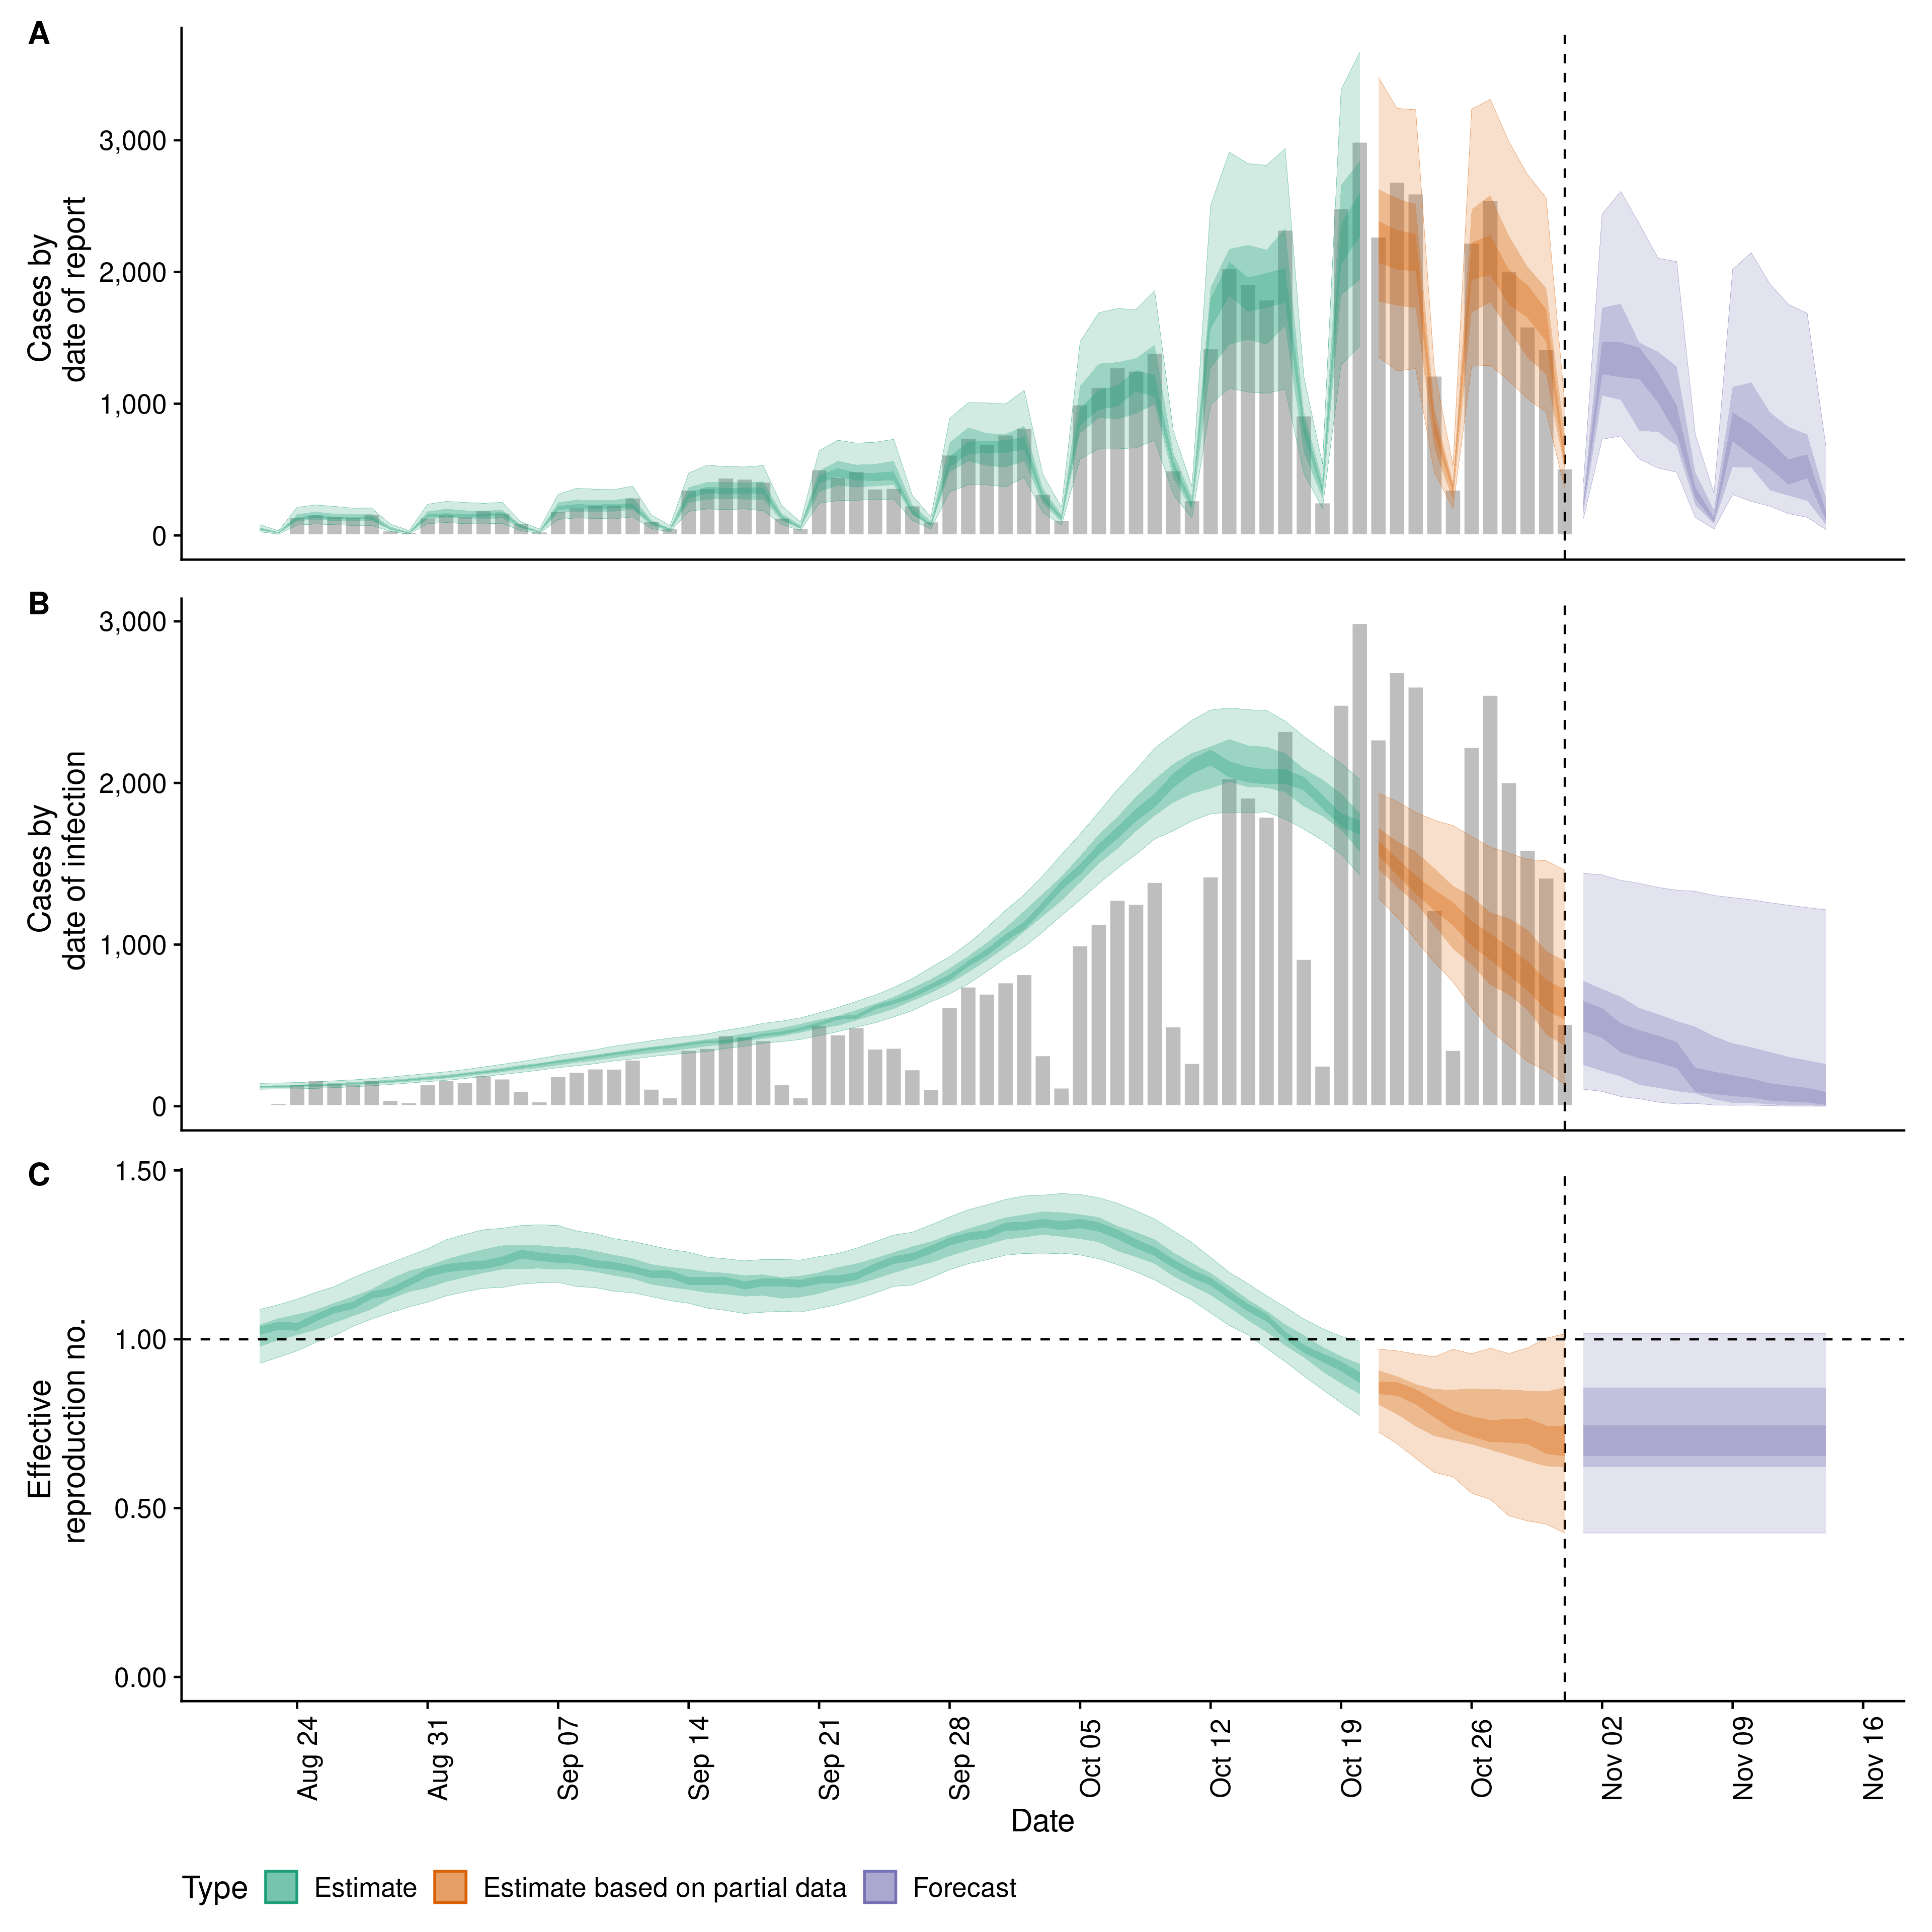 A
Cases by
date of report
3,000
2,000
1,000
0
B
Cases by
date of infection
3,000
2,000
1,000
0
C
Effective
reproduction no.
1.50
1.00
0.50
0.00
Aug 24
Aug 31
Sep 07
Sep 14
Sep 21
Sep 28
Oct 05
Oct 12
Oct 19
Oct 26
Nov 02
Nov 09
Nov 16
Date
Type Estimate Estimate based on partial data Forecast